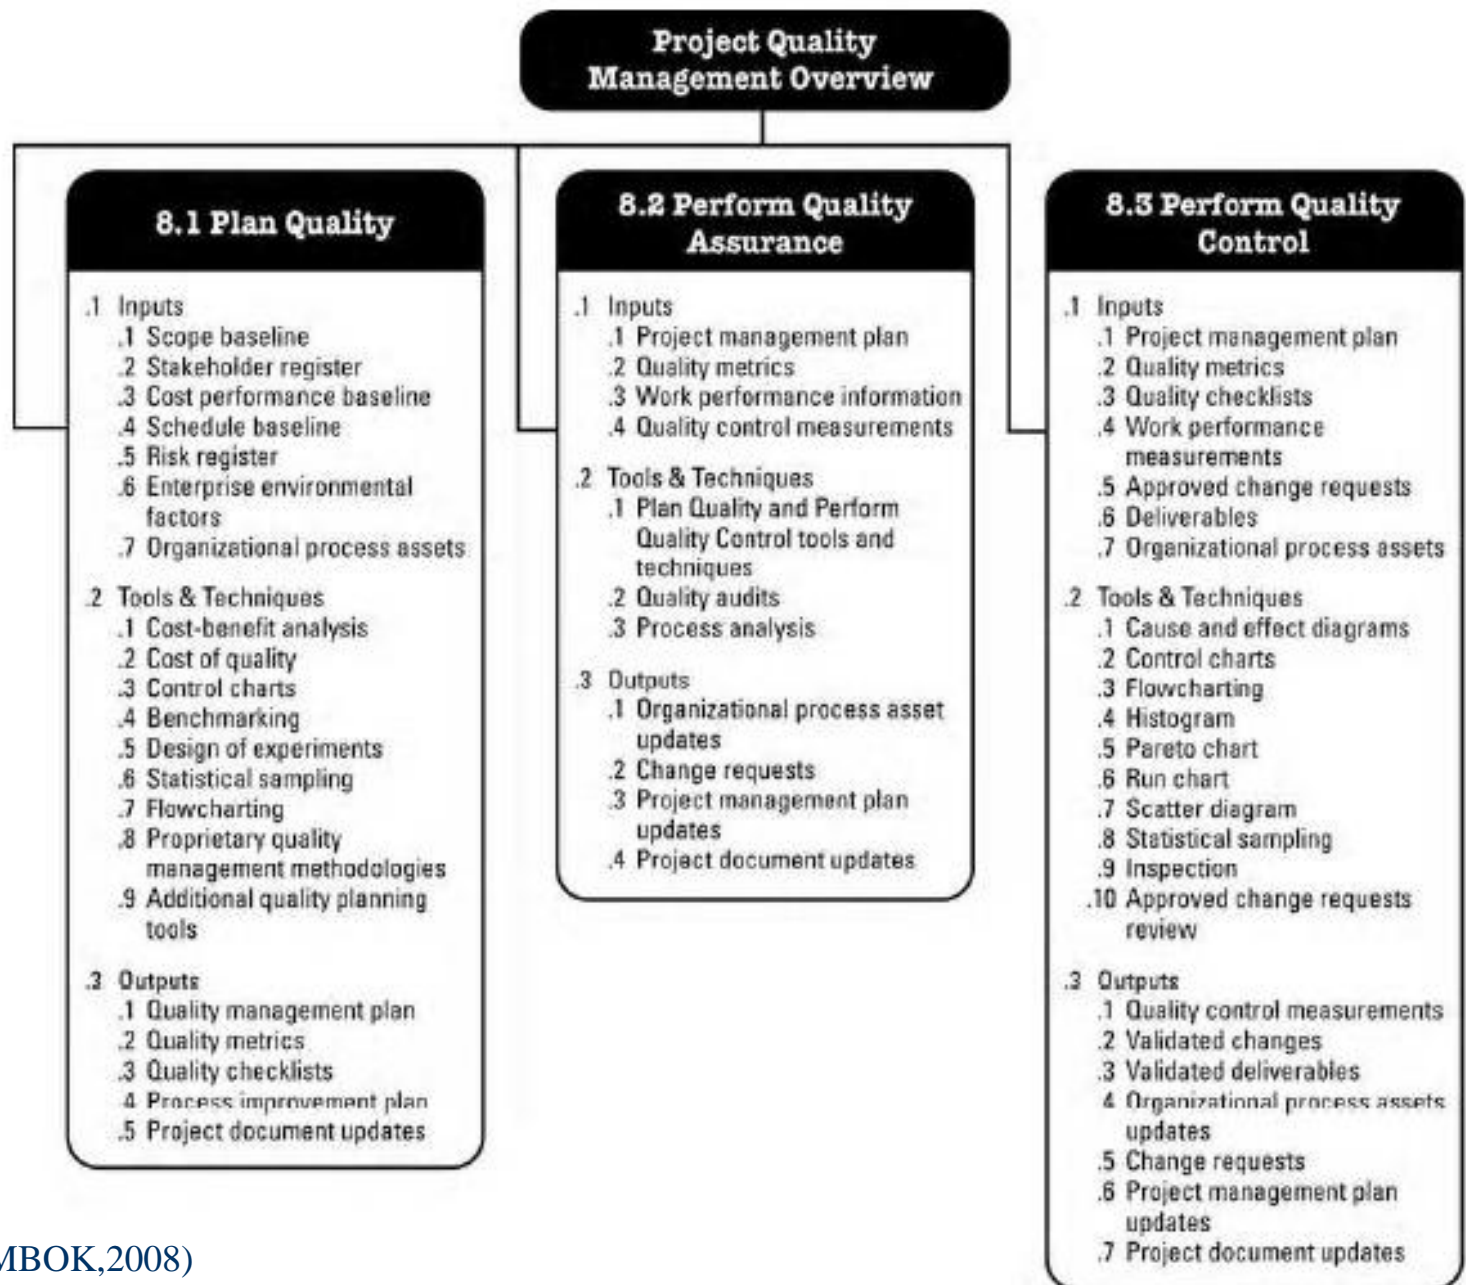 Project Quality
Management Overview
8.1 Plan Quality
.1 Inputs
.1 Scope baseline
.2 Stakeholder register
.3 Cost performance baseline
.4 Schedule baseline
.5 Risk register
.6 Enterprise environmental
factors
.7 Organizational process assets
.2 Tools & Techniques
.1 Cost-benefit analysis
.2 Cost of quality
.3 Control charts
.4 Benchmarking
.5 Design of experiments
.6 Statistical sampling
.7 Flowcharting
.8 Proprietary quality
management methodologies
.9 Additional quality planning
tools
.3 Outputs
.1 Quality management plan
.2 Quality metrics
.3 Quality checklists
.4 Process improvement plan
.5 Project document updates
8.2 Perform Quality
Assurance
.1 Inputs
.1 Project management plan
.2 Quality metrics
.3 Work performance information
.4 Quality control measurements
.2 Tools & Techniques
.1 Plan Quality and Perform
Quality Control tools and
techniques
.2 Quality audits
.3 Process analysis
.3 Outputs
.1 Organizational process asset
updates
.2 Change requests
.3 Project management plan
updates
.4 Project document updates
8.3 Perform Quality
Control
.1 Inputs
.1 Project management plan
.2 Quality metrics
.3 Quality checklists
.4 Work performance
measurements
.5 Approved change requests
.6 Deliverables
.7 Organizational process assets
.2 Tools & Techniques
.1 Cause and effect diagrams
.2 Control charts
.3 Flowcharting
.4 Histogram
.5 Pareto chart
.6 Run chart
.7 Scatter diagram
.8 Statistical sampling
.9 Inspection
.10 Approved change requests
review
.3 Outputs
.1 Quality control measurements
.2 Validated changes
.3 Validated deliverables
.4 Organizational process assets
updates
.5 Change requests
.6 Project management plan
updates
.7 Project document updates
MBOK,2008)